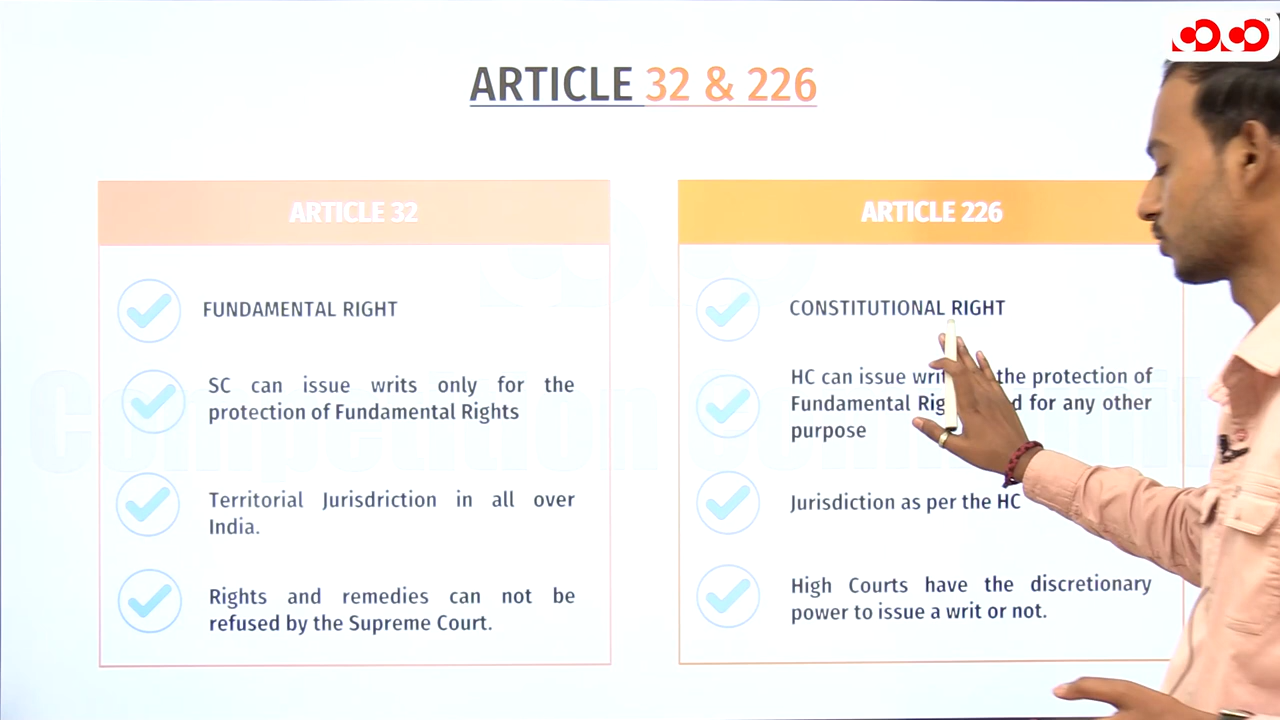 ARTICLE 32 & 226
ARTICLE 32
FUNDAMENTAL RIGHT
SC can issue writs only for the
protection of Fundamental Rights
Territorial Jurisdriction in all over
India.
Rights and remedies can not be
refused by the Supreme Court.
ARTICLE 226
CONSTITUTIONAL RIGHT
HC can issue the protection of
Fundamental for any other
purpose
Jurisdiction as per the HC
High Courts have the discretionary
power to issue a writ or not.